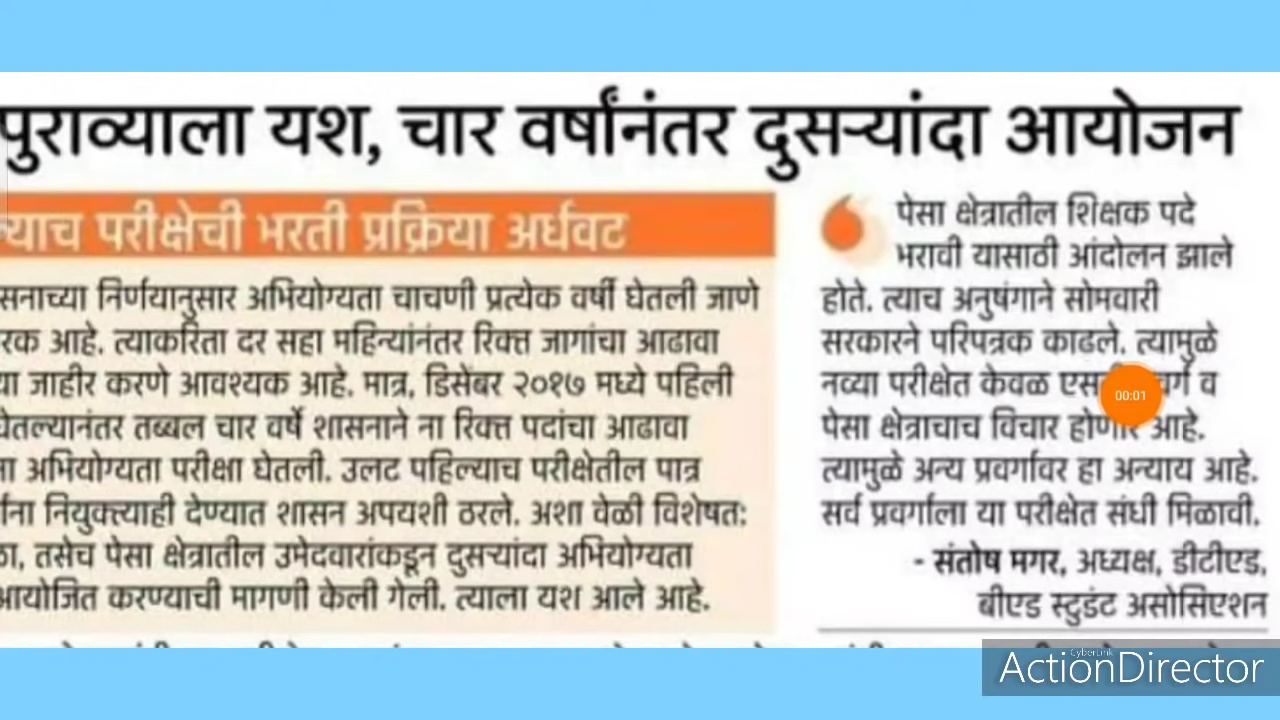 पुराव्याला यश, चार वर्षांनंतर दुसऱ्यांदा आयोजन
याच परीक्षेची भरती प्रक्रिया अर्धवट
सनाच्या निर्णयानुसार अभियोग्यता चाचणी प्रत्येक वर्षी घेतली जाणे
रक आहे. त्याकरिता दर सहा महिन्यांनंतर रिक्त जागांचा आढावा
या जाहीर करणे आवश्यक आहे. मात्र, डिसेंबर २०१७ मध्ये पहिली
घेतल्यानंतर तब्बल चार वर्षे शासनाने ना रिक्त पदांचा आढावा
ना अभियोग्यता परीक्षा घेतली. उलट पहिल्याच परीक्षेतील पात्र
र्ाना नियुक्त्याही देण्यात शासन अपयशी ठरले. अशा वेळी विशेषत:
ठा, तसेच पेसा क्षेत्रातील उमेदवारांकडून दुसऱ्यांदा अभियोग्यता
आयोजित करण्याची मागणी केली गेली. त्याला यश आले आहे.
पेसा क्षेत्रातील शिक्षक पदे
भरावी यासाठी आंदोलन झाले
होते. त्याच अनुषंगाने सोमवारी
सरकारने परिपत्रक काढले. त्यामुळे
नव्या परीक्षेत केवळ व
पेसा क्षेत्राचाच विचार होणार आहे.
त्यामुळे अन्य प्रवर्गावर हा अन्याय आहे.
सर्व प्रवर्गाला या परीक्षेत संधी मिळावी.
- संतोष मगर, अध्यक्ष, डीटीएड,
बीएड स्टुडंट असोसिएशन
00:01
CyberLink
ActionDirector